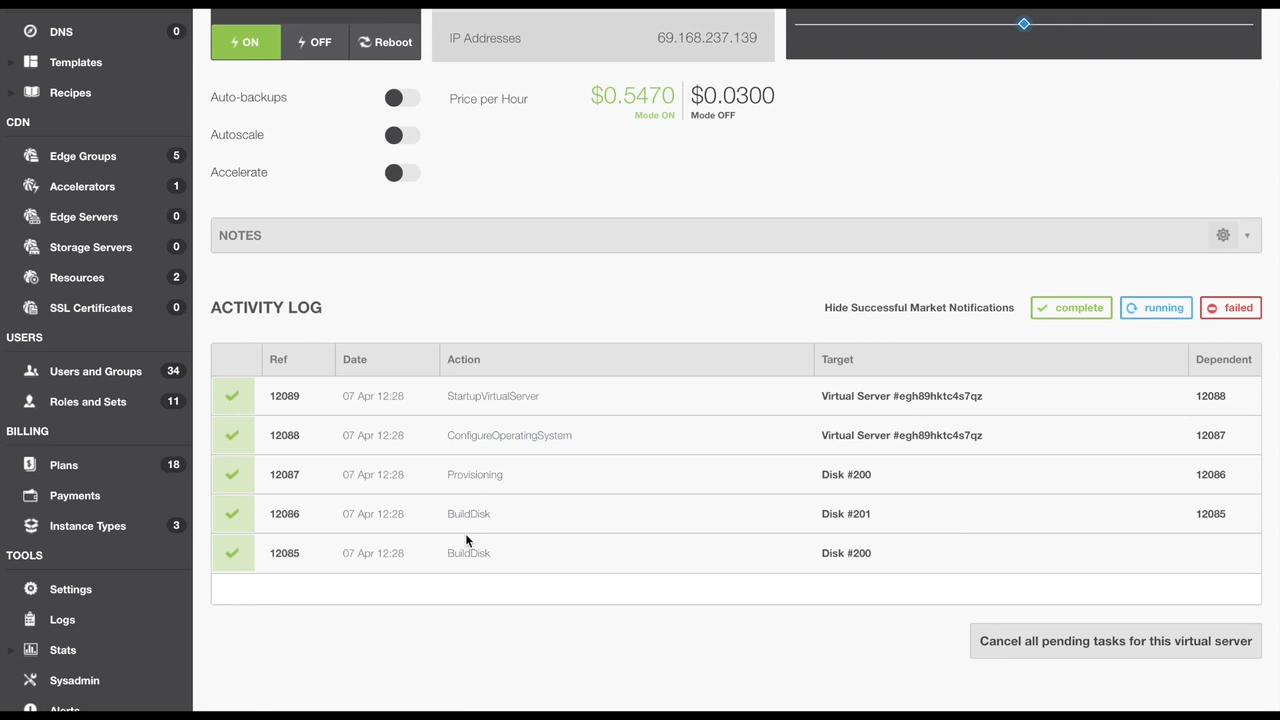 DNS 0
Templates
Recipes
CDN
Edge Groups 5
Accelerators 1
Edge Servers 0
Storage Servers 0
Resources 2
SSL Certificates 0
USERS
Users and Groups 34
Roles and Sets 11
BILLING
Plans 18
Payments
Instance Types 3
TOOLS
Settings
Logs
Stats
Sysadmin
Alerts
ON OFF Reboot
IP Addresses 69.168.237.139
Auto-backups
Autoscale
Accelerate
Price per Hour $0.5470 $0.0300
Mode ON Mode OFF
NOTES
ACTIVITY LOG Hide Successful Market Notifications complete running failed
Ref Date Action Target Dependent
12089 07 Apr 12:28 StartupVirtualServer Virtual Server #egh89hktc4s7qz 12088
12088 07 Apr 12:28 ConfigureOperatingSystem Virtual Server #egh89hktc4s7qz 12087
12087 07 Apr 12:28 Provisioning Disk #200 12086
12086 07 Apr 12:28 BuildDisk Disk #201 12085
12085 07 Apr 12:28 BuildDisk Disk #200
Cancel all pending tasks for this virtual server